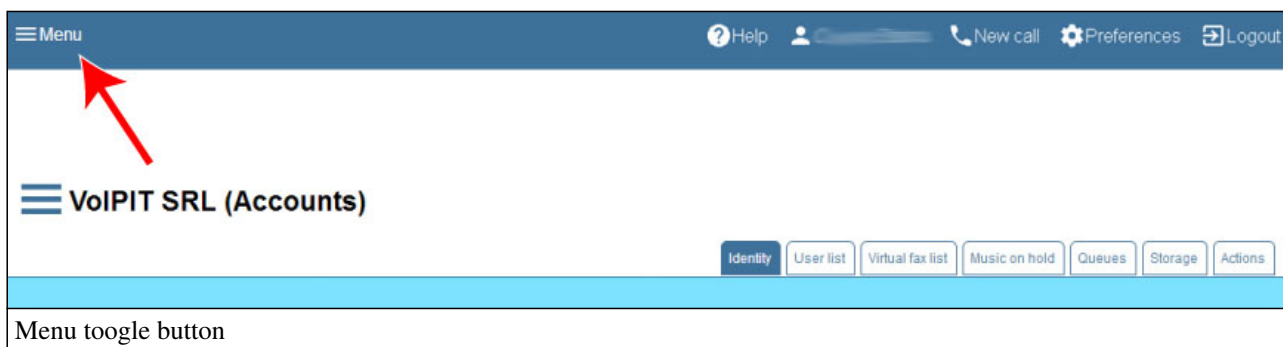 Menu Help New call Preferences Logout
VoIPIT SRL (Accounts)
Identity User list Virtual fax list Music on hold Queues Storage Actions
Menu toogle button